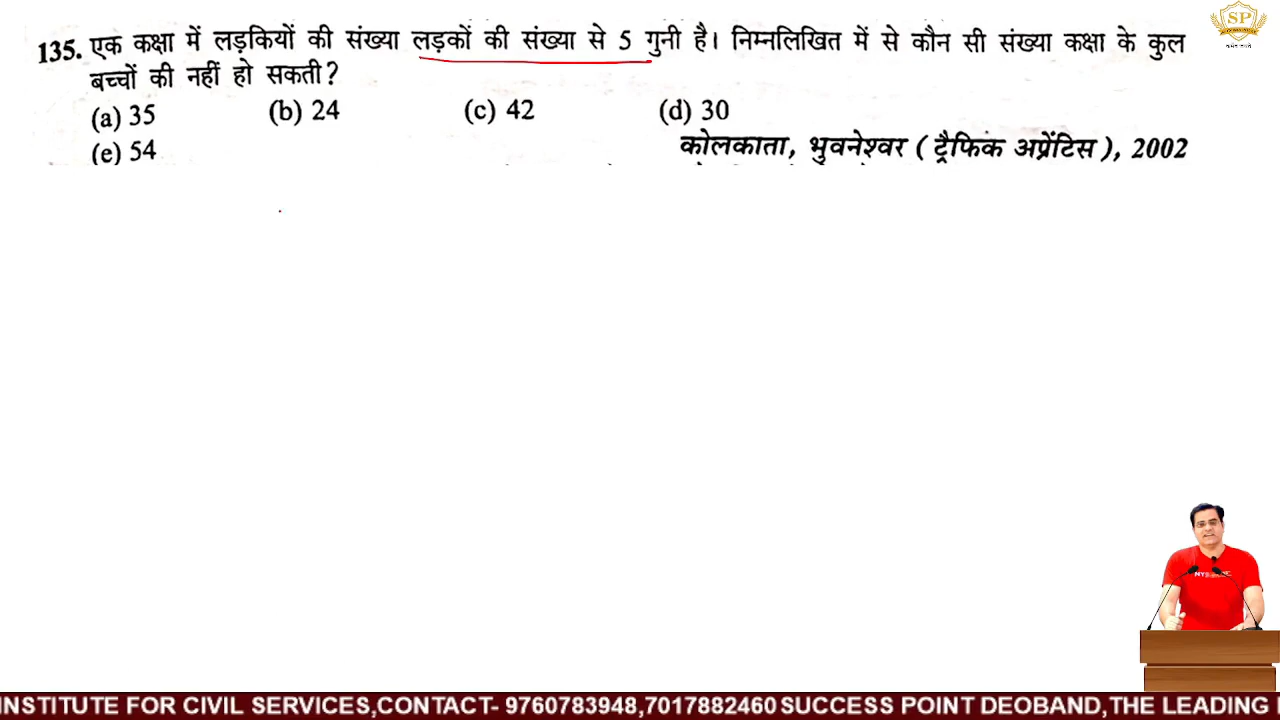 135. एक कक्षा में लड़कियों की संख्या लड़कों की संख्या से 5 गुनी है। निम्नलिखित में से कौन सी संख्या कक्षा के कुल
बच्चों की नहीं हो सकती?
(a) 35 (b) 24 (c) 42 (d) 30
(e) 54 कोलकाता, भुवनेश्वर ( ट्रैफिक अप्रेंटिस ), 2002
SP
INSTITUTE FOR CIVIL SERVICES,CONTACT- 9760783948,7017882460 SUCCESS POINT DEOBAND,THE LEADING